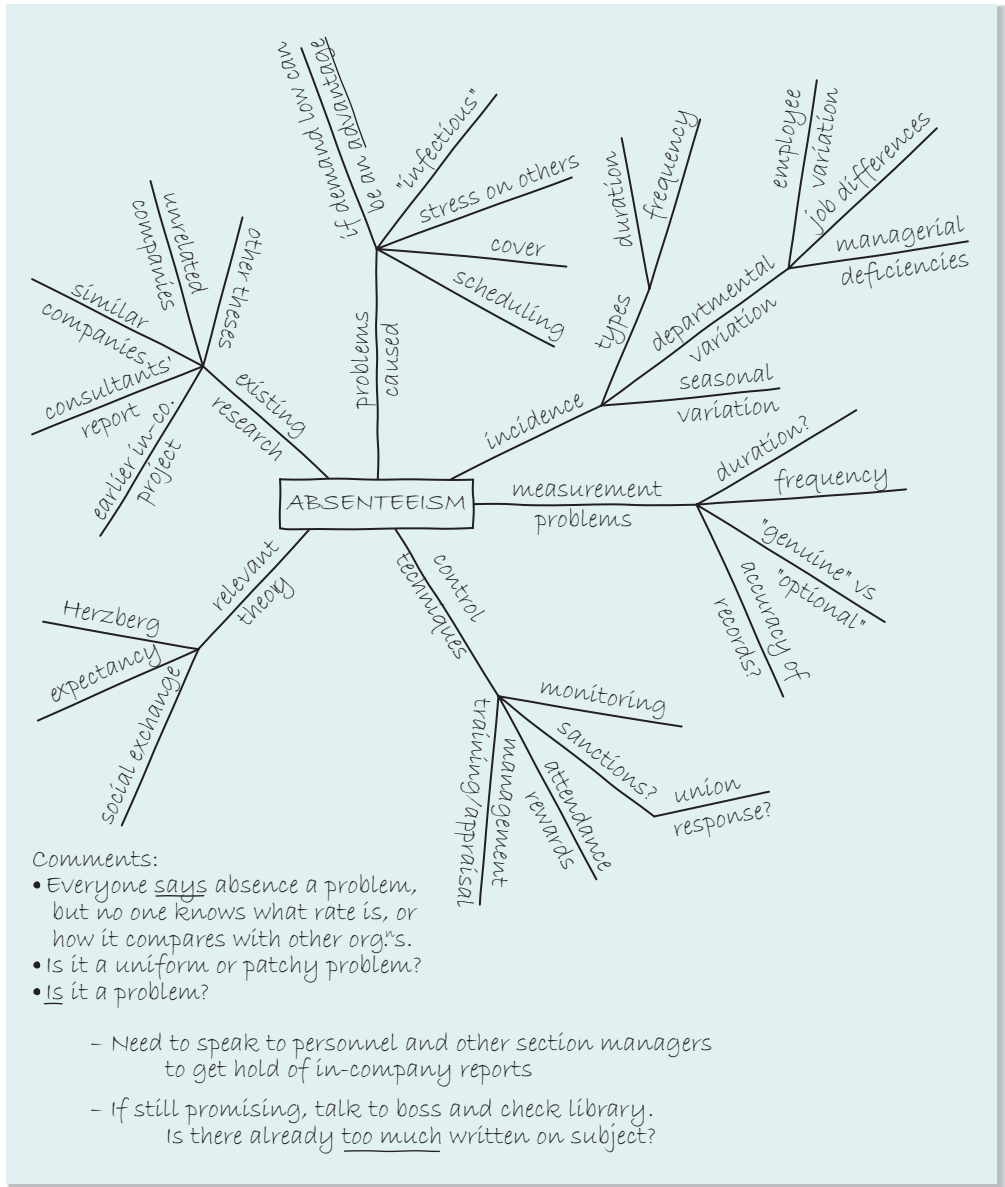 if demand low can
be an advantage
"infectious"
stress on others
cover
scheduling
problems
caused
duration
frequency
types
employee
variation
job differences
managerial
deficiencies
departmental
variation
seasonal
variation
incidence
unrelated
companies
other theses
similar
companies
consultants'
report
earlier in-co.
project
existing
research
ABSENTEEISM
measurement
problems
duration?
frequency
"genuine" vs
"optional"
accuracy of
records?
relevant
theory
Herzberg
expectancy
social exchange
control
techniques
monitoring
sanctions?
union
response?
attendance
rewards
management
training/appraisal
Comments:
• Everyone says absence a problem,
but no one knows what rate is, or
how it compares with other org.ns.
• Is it a uniform or patchy problem?
• Is it a problem?
– Need to speak to personnel and other section managers
to get hold of in-company reports
– If still promising, talk to boss and check library.
Is there already too much written on subject?